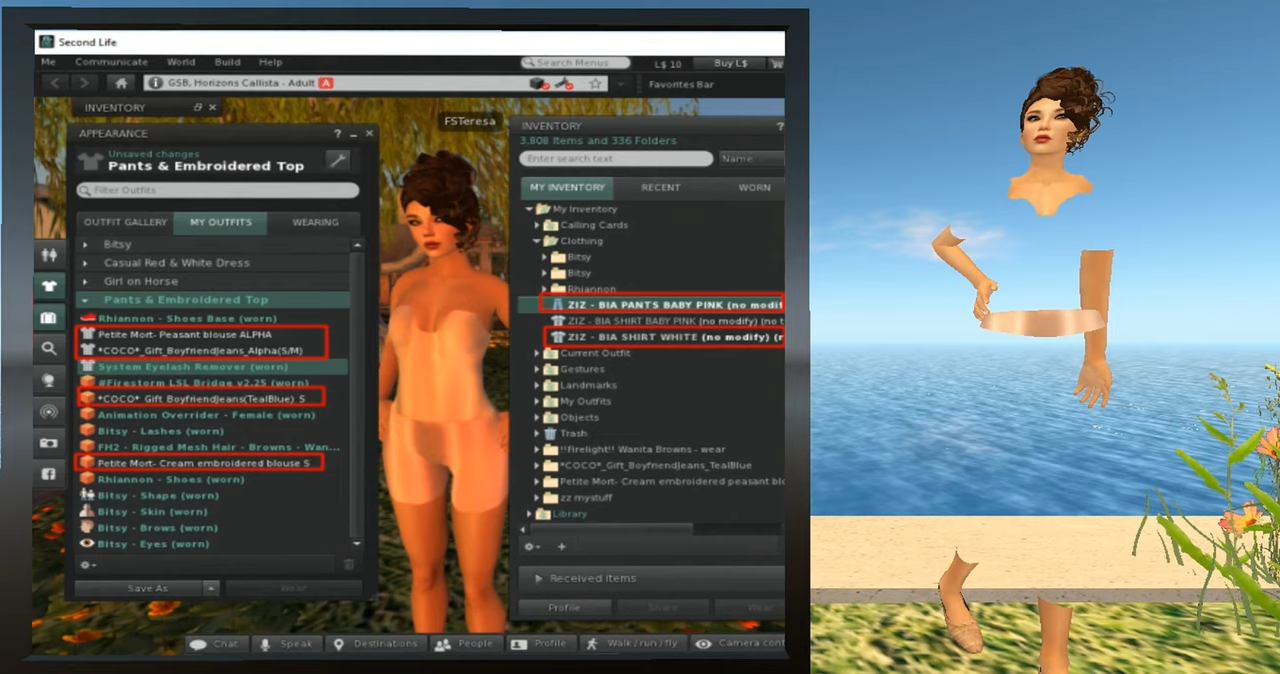 Second Life
Me Communicate World Build Help
Search Menus
L$ 10
Buy L$
GSB, Horizons Callista - Adult A
Favorites Bar
INVENTORY
APPEARANCE
Unsaved changes
Pants & Embroidered Top
Filter Outfits
OUTFIT GALLERY
MY OUTFITS
WEARING
Bitsy
Casual Red & White Dress
Girl on Horse
Pants & Embroidered Top
Rhiannon - Shoes Base (worn)
Petite Mort- Peasant blouse ALPHA
*COCO*_Gift_BoyfriendJeans_Alpha(S/M)
System Eyelash Remover (worn)
#Firestorm LSL Bridge v2.25 (worn)
*COCO*_Gift_BoyfriendJeans(TealBlue)_S
Animation Overrider - Female (worn)
Bitsy - Lashes (worn)
FH2 - Rigged Mesh Hair - Browns - Wan...
Petite Mort- Cream embroidered blouse S
Rhiannon - Shoes (worn)
Bitsy - Shape (worn)
Bitsy - Skin (worn)
Bitsy - Brows (worn)
Bitsy - Eyes (worn)
Save As
Wear
FSTeresa
INVENTORY
3,808 Items and 336 Folders
Enter search text
Name
MY INVENTORY
RECENT
WORN
My Inventory
Calling Cards
Clothing
Bitsy
Bitsy
Rhiannon
ZIZ - BIA PANTS BABY PINK (no modif
ZIZ - BIA SHIRT BABY PINK (no modify) (no t
ZIZ - BIA SHIRT WHITE (no modify) (r
Current Outfit
Gestures
Landmarks
My Outfits
Objects
Trash
!!Firelight!! Wanita Browns - wear
*COCO*_Gift_BoyfriendJeans_TealBlue
Petite Mort- Cream embroidered peasant blo
zz mystuff
Library
Received Items
Profile
Share
Wear
Chat
Speak
Destinations
People
Profile
Walk / run / fly
Camera cont